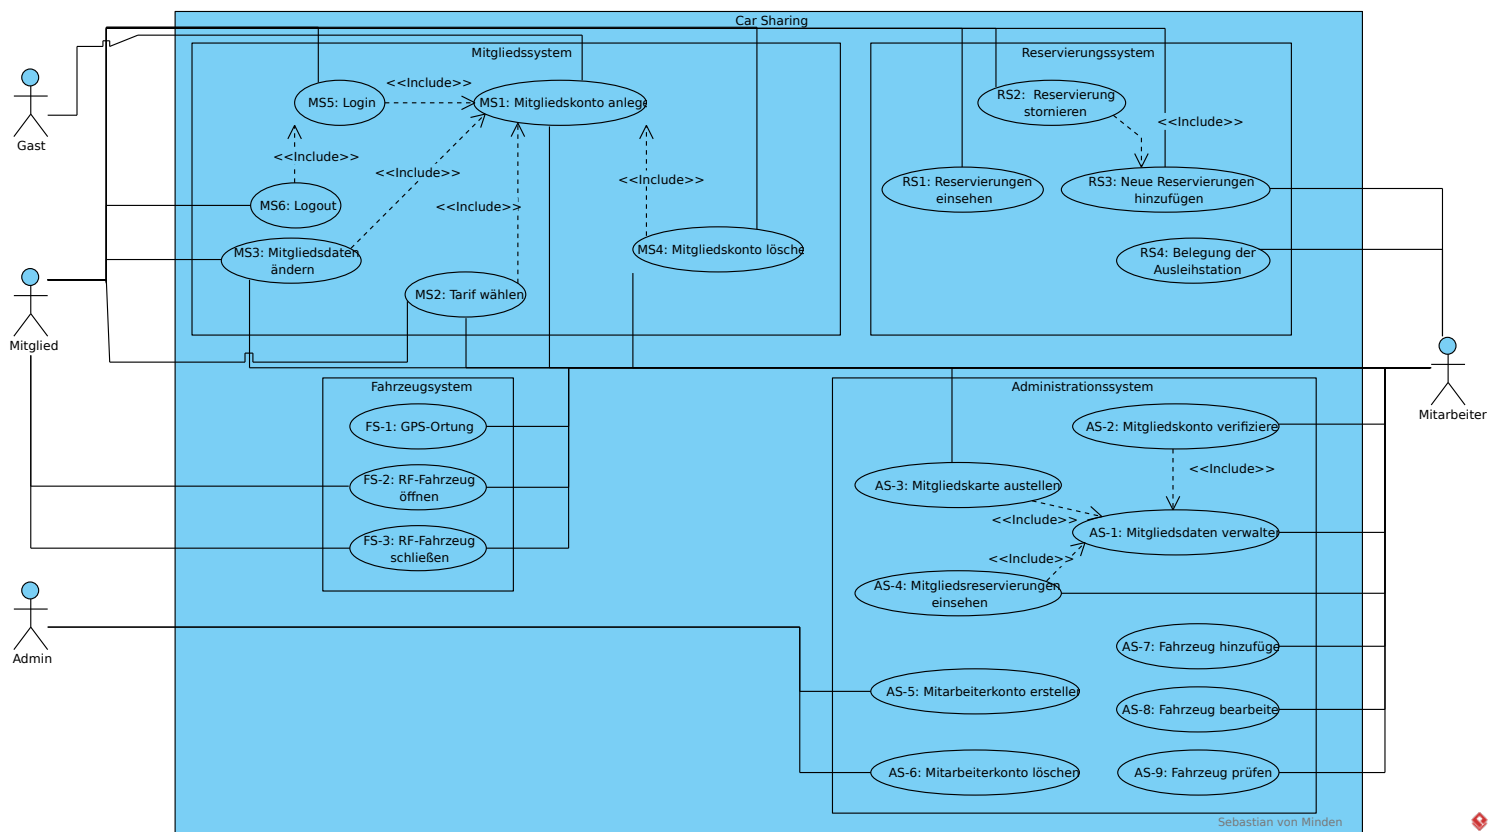 Car Sharing
Mitgliedssystem
Reservierungssystem
<<Include>>
MS5: Login
MS1: Mitgliedskonto anlege
RS2:  Reservierung
stornieren
<<Include>>
Gast
<<Include>>
<<Include>>
<<Include>>
<<Include>>
RS1: Reservierungen
einsehen
RS3: Neue Reservierungen
hinzufügen
MS6: Logout
MS3: Mitgliedsdaten
ändern
MS4: Mitgliedskonto lösche
RS4: Belegung der
Ausleihstation
MS2: Tarif wählen
Mitglied
Fahrzeugsystem
Administrationssystem
Mitarbeiter
FS-1: GPS-Ortung
AS-2: Mitgliedskonto verifiziere
<<Include>>
FS-2: RF-Fahrzeug
öffnen
AS-3: Mitgliedskarte austellen
<<Include>>
AS-1: Mitgliedsdaten verwalte
FS-3: RF-Fahrzeug
schließen
<<Include>>
AS-4: Mitgliedsreservierungen
einsehen
Admin
AS-7: Fahrzeug hinzufüge
AS-5: Mitarbeiterkonto erstelle
AS-8: Fahrzeug bearbeite
AS-6: Mitarbeiterkonto löschen
AS-9: Fahrzeug prüfen
Sebastian von Minden